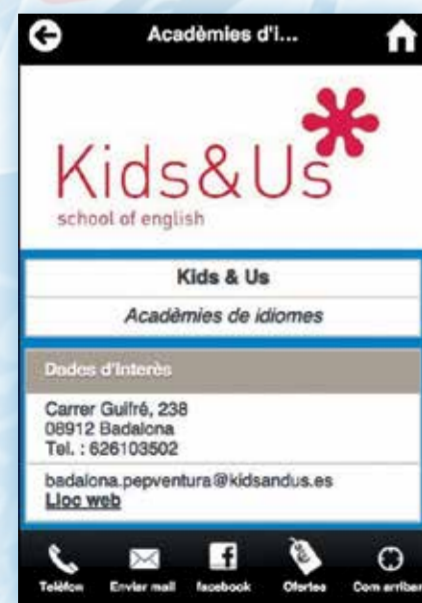 Acadèmies d'i...
Kids&Us
school of english
Kids & Us
Acadèmies de idiomes
Dades d'Interès
Carrer Guifré, 238
08912 Badalona
Tel. : 626103502
badalona.pepventura@kidsandus.es
Lloc web
Telèfon Enviar mail facebook Ofertes Com arribar